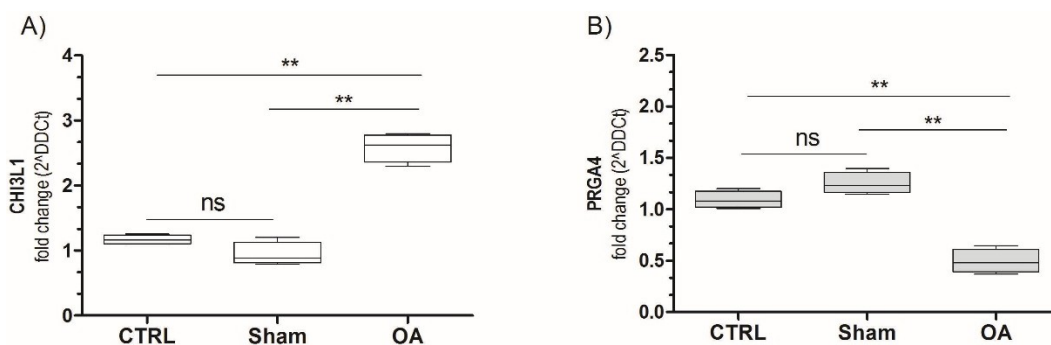 A)
CHI3L1
fold change (2^DDCt)
4
3
2
1
0
**
**
ns
CTRL Sham OA
B)
PRGA4
fold change (2^DDCt)
2.5
2.0
1.5
1.0
0.5
0.0
**
**
ns
CTRL Sham OA